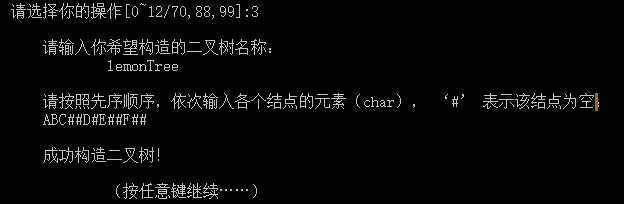 请选择你的操作[0~12/70,88,99]:3
请输入你希望构造的二叉树名称：
lemonTree
请按照先序顺序，依次输入各个结点的元素（char）， ‘#’ 表示该结点为空：
ABC##D#E##F##
成功构造二叉树!
（按任意键继续……）